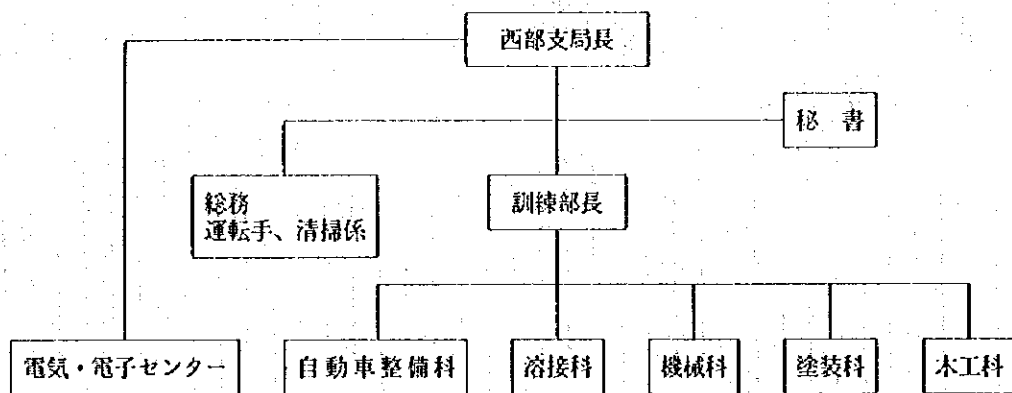 西部支局長
秘書
総務
運転手、清掃係
訓練部長
電気・電子センター
自動車整備科
溶接科
機械科
塗装科
木工科